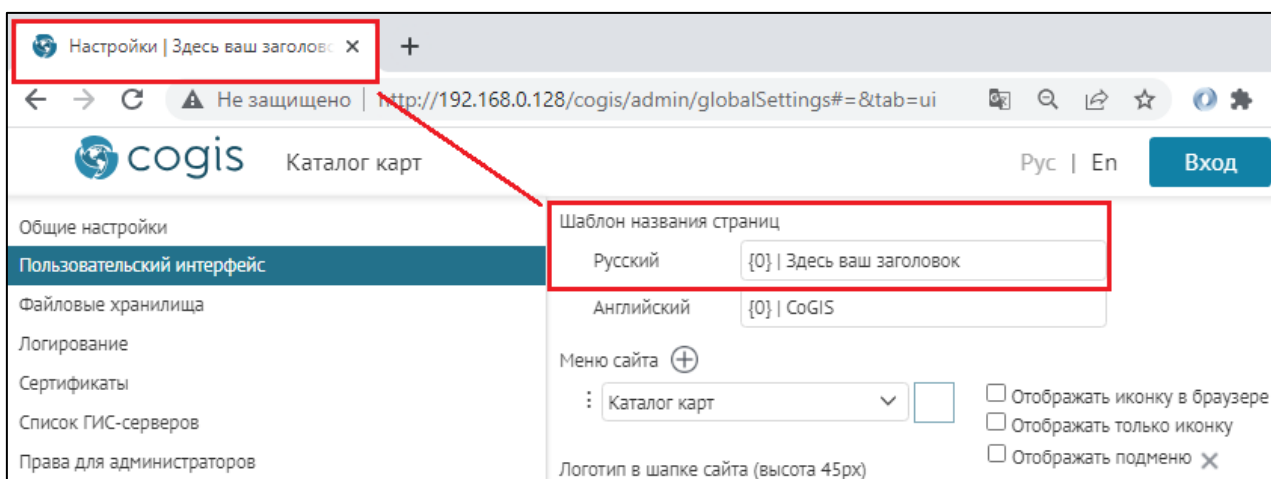 Настройки | Здесь ваш заголово
Не защищено | http://192.168.0.128/cogis/admin/globalSettings#=&tab=ui
cogis Каталог карт Рус | En Вход
Общие настройки
Пользовательский интерфейс
Файловые хранилища
Логирование
Сертификаты
Список ГИС-серверов
Права для администраторов
Шаблон названия страниц
Русский {0} | Здесь ваш заголовок
Английский {0} | CoGIS
Меню сайта
Каталог карт
Отображать иконку в браузере
Отображать только иконку
Отображать подменю
Логотип в шапке сайта (высота 45px)